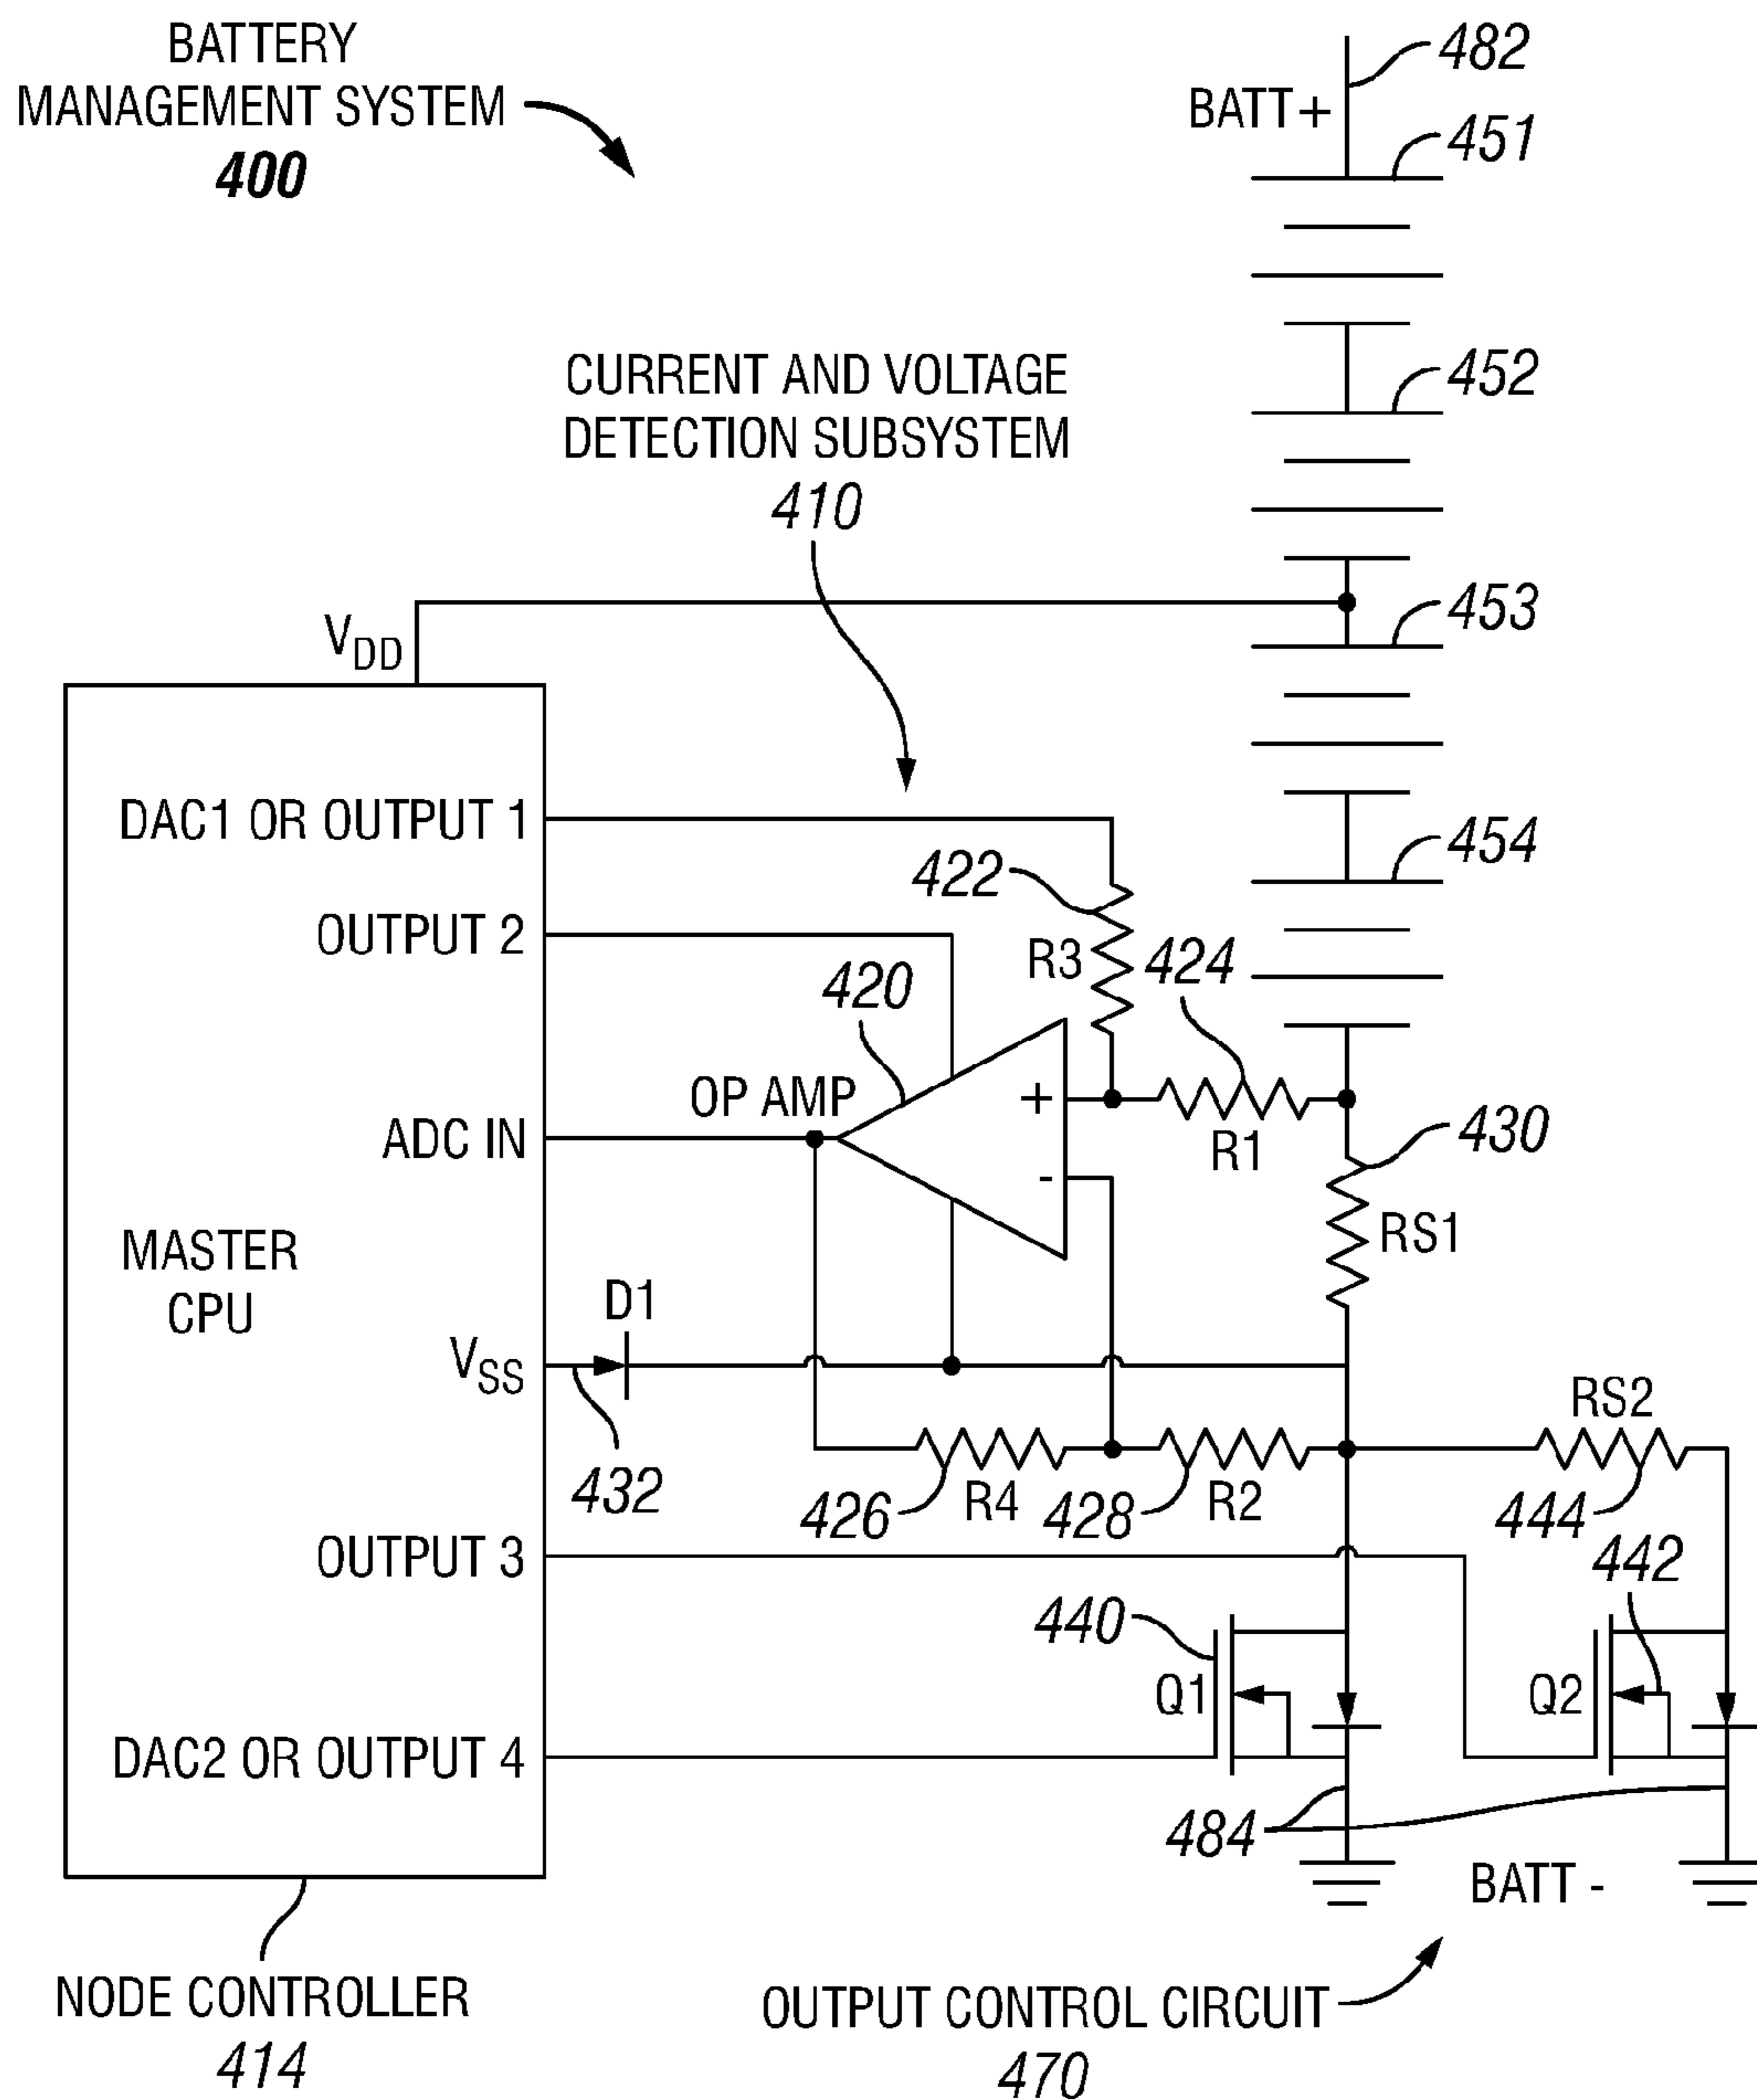 BATTERY
MANAGEMENT SYSTEM
400
482
BATT+
451
452
CURRENT AND VOLTAGE
DETECTION SUBSYSTEM
410
453
VDD
454
DAC1 OR OUTPUT 1
422
OUTPUT 2
R3
424
420
OP AMP
+
ADC IN
R1
430
-
RS1
MASTER
CPU
D1
VSS
RS2
432
426
R4
428
R2
444
OUTPUT 3
442
440
Q1
Q2
DAC2 OR OUTPUT 4
484
BATT -
NODE CONTROLLER
414
OUTPUT CONTROL CIRCUIT
470